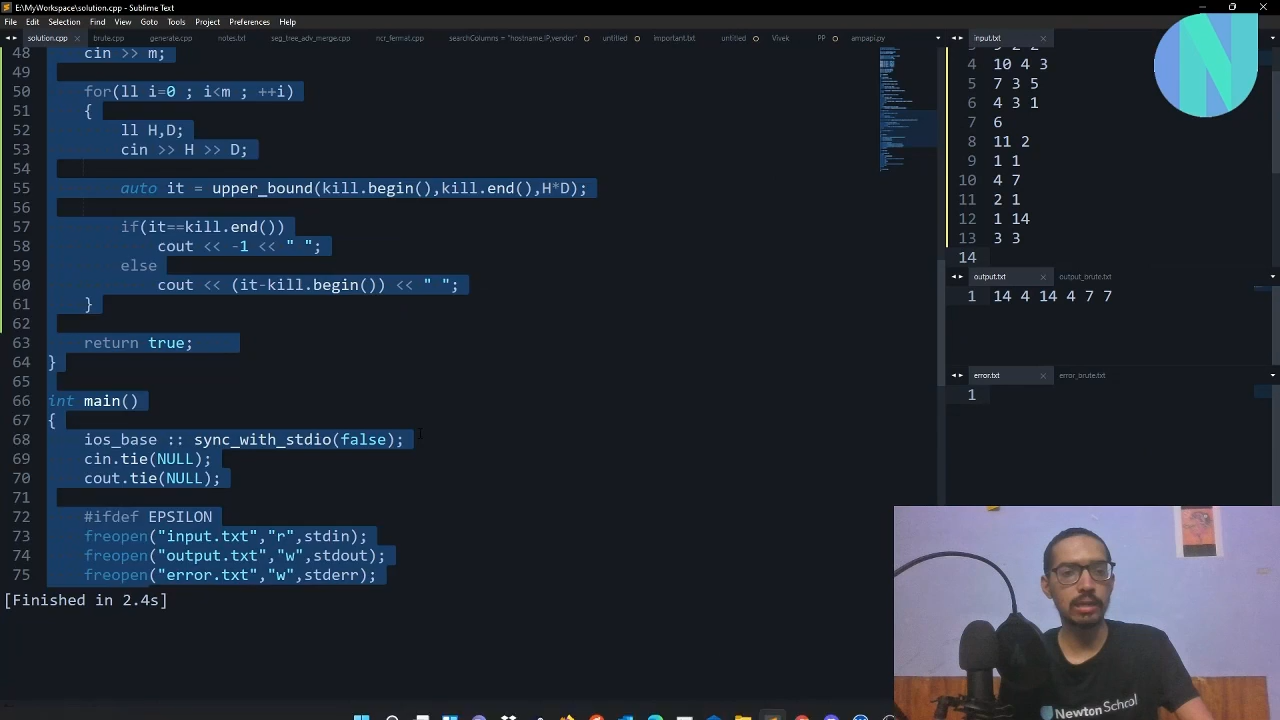 E:\MyWorkspace\solution.cpp - Sublime Text
File Edit Selection Find View Goto Tools Project Preferences Help
solution.cpp brute.cpp generate.cpp notes.txt seg_tree_adv_merge.cpp ncr_fermat.cpp searchColumns = "hostname,IP,vendor" untitled important.txt untitled Vivek PP ampapi.py
48 cin >> m;
49
50 for(ll i=0 ; i<m ; ++i)
51 {
52 ll H,D;
53 cin >> H >> D;
54
55 auto it = upper_bound(kill.begin(),kill.end(),H*D);
56
57 if(it==kill.end())
58 cout << -1 << " ";
59 else
60 cout << (it-kill.begin()) << " ";
61 }
62
63 return true;
64 }
65
66 int main()
67 {
68 ios_base :: sync_with_stdio(false);
69 cin.tie(NULL);
70 cout.tie(NULL);
71
72 #ifdef EPSILON
73 freopen("input.txt","r",stdin);
74 freopen("output.txt","w",stdout);
75 freopen("error.txt","w",stderr);
[Finished in 2.4s]
input.txt
4 10 4 3
5 7 3 5
6 4 3 1
7 6
8 11 2
9 1 1
10 4 7
11 2 1
12 1 14
13 3 3
14
output.txt output_brute.txt
1 14 4 14 4 7 7
error.txt error_brute.txt
1
Newton School